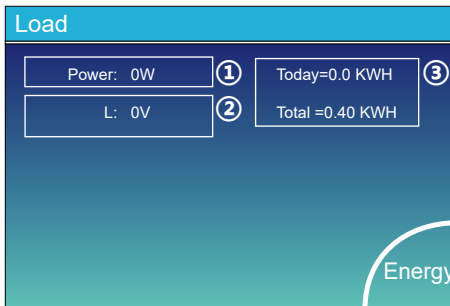 Load
Power: 0W
①
L: 0V
②
Today=0.0 KWH
③
Total =0.40 KWH
Energy